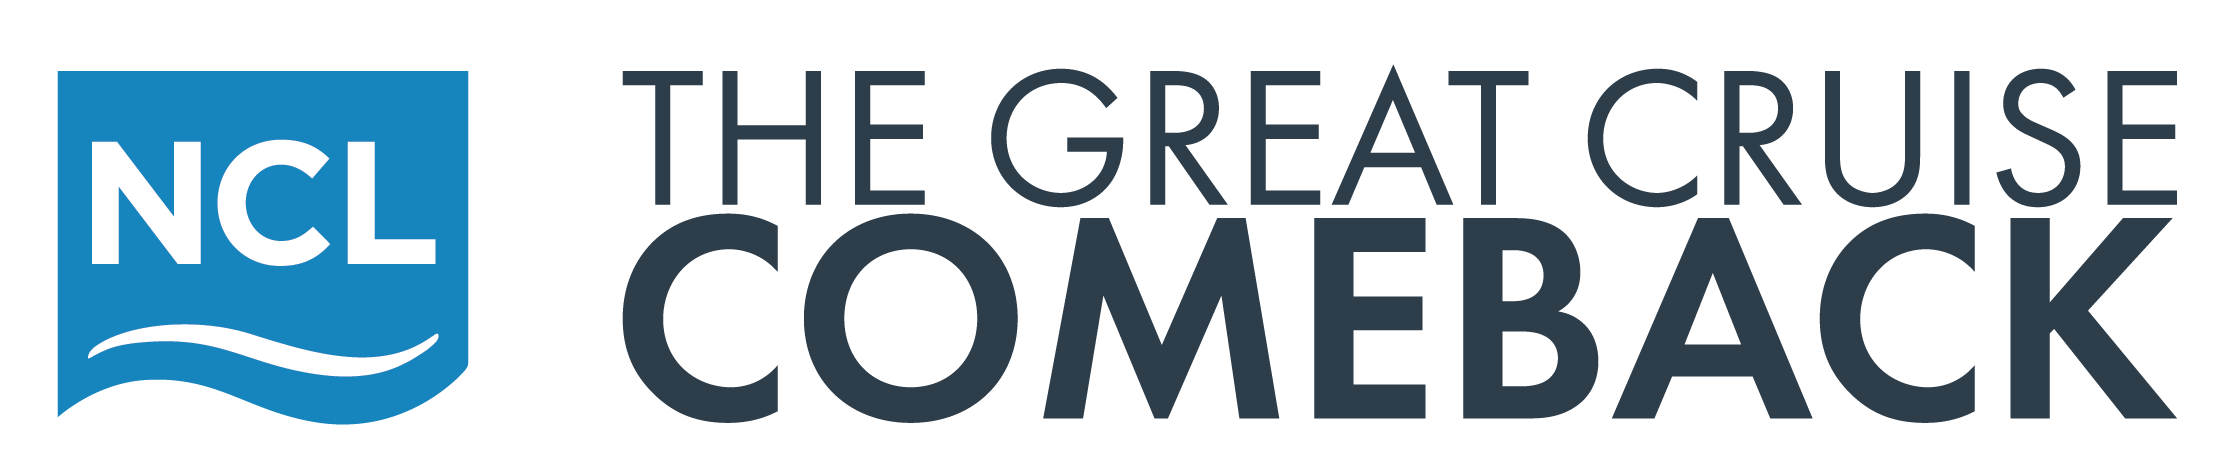 NCL
THE GREAT CRUISE
COMEBACK